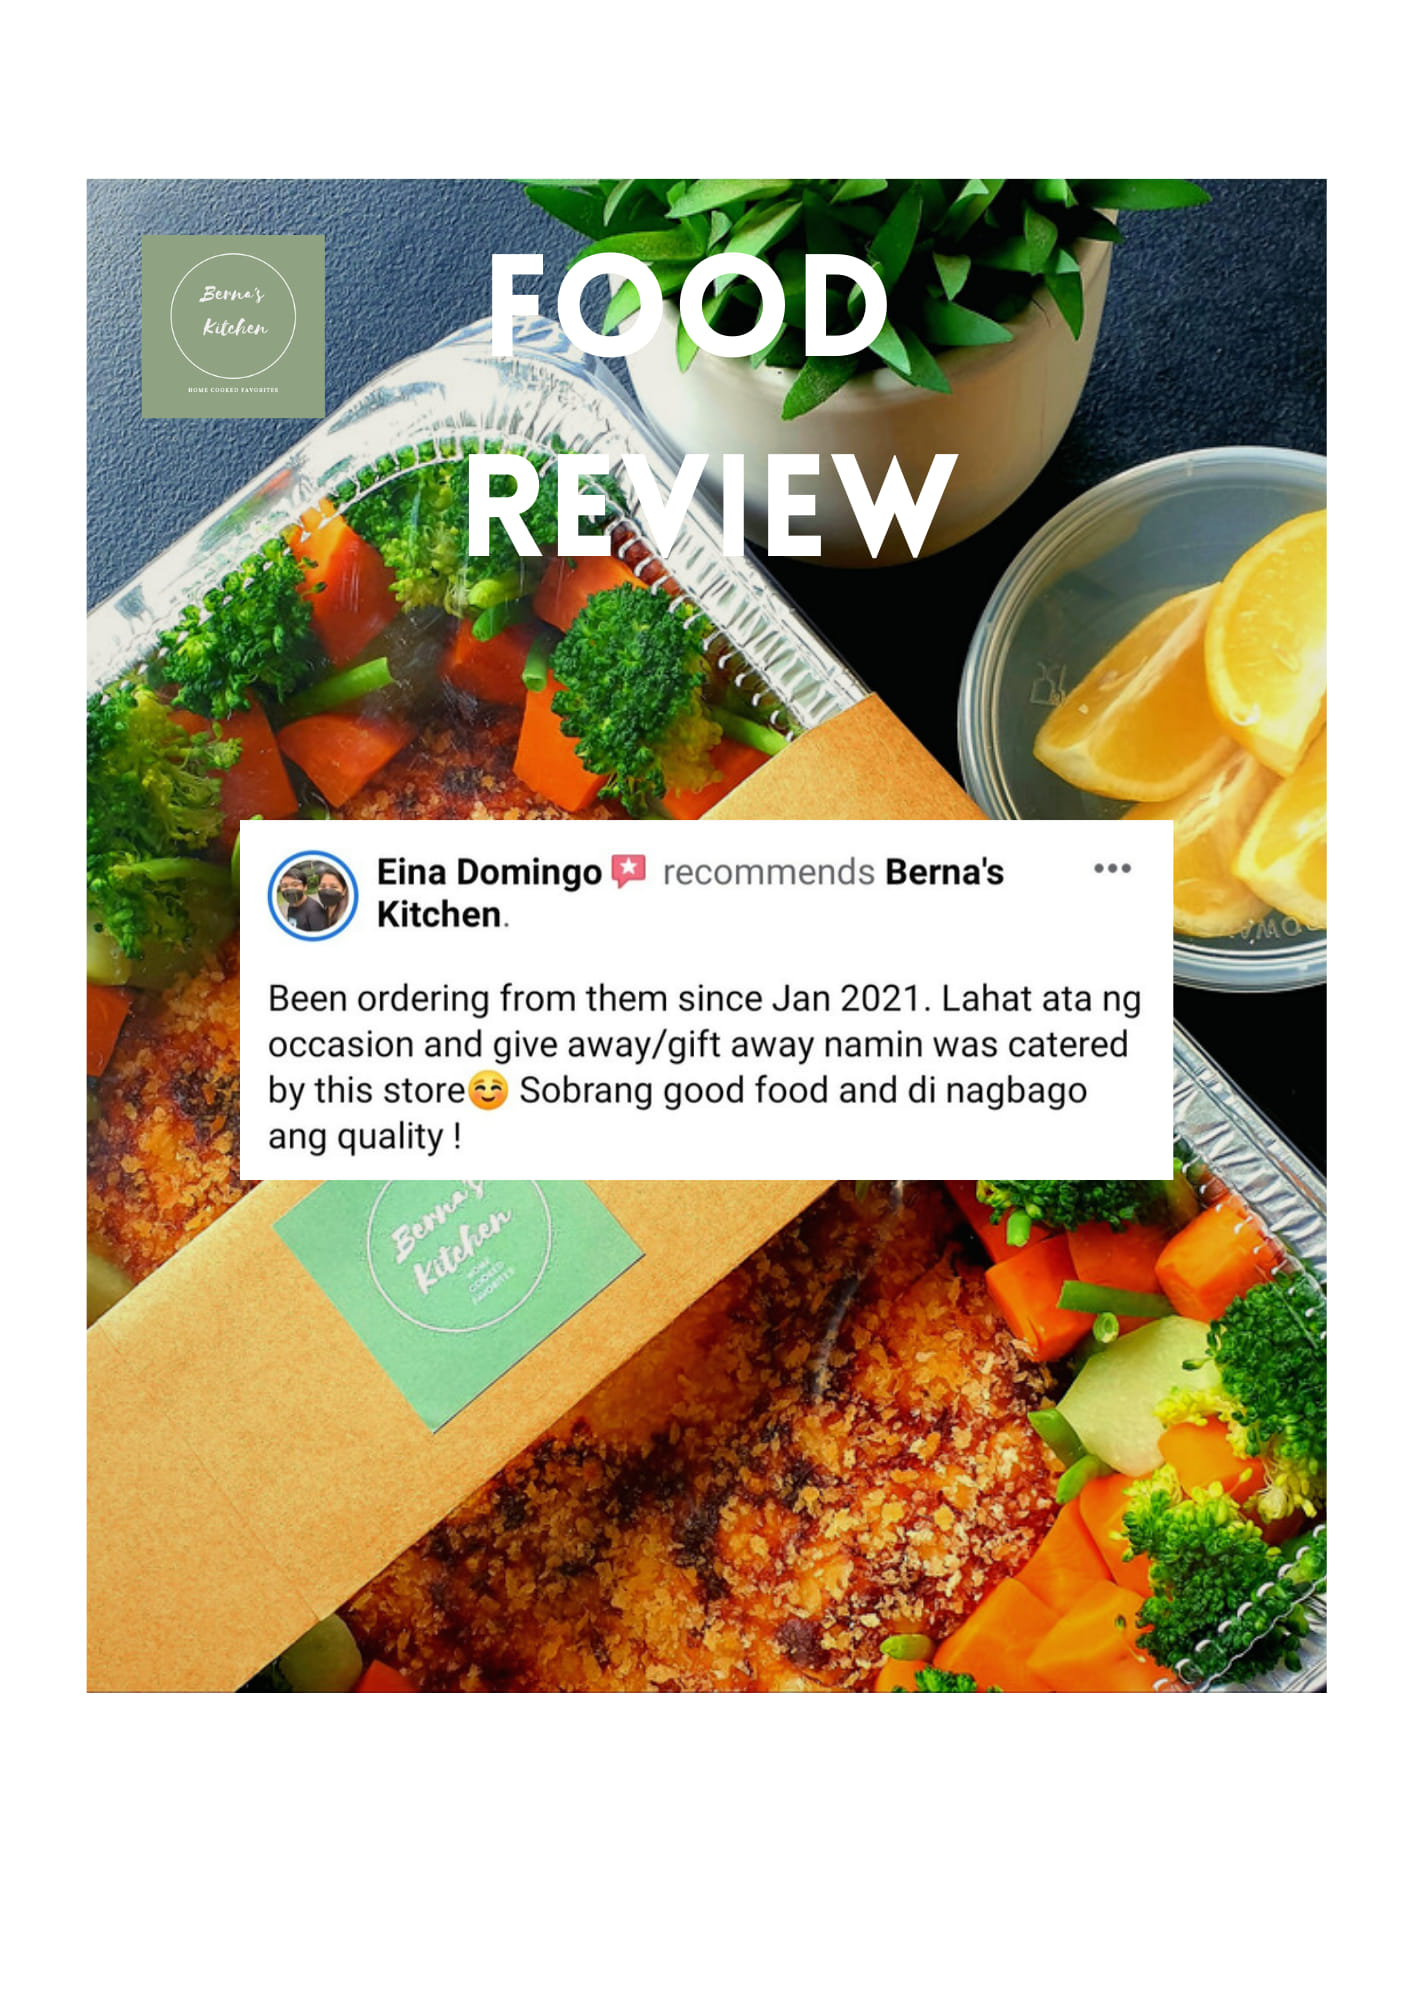 Berna's
Kitchen
HOME COOKED FAVORITES
FOOD
REVIEW
Eina Domingo recommends Berna's
Kitchen.
Been ordering from them since Jan 2021. Lahat ata ng
occasion and give away/gift away namin was catered
by this store☺️ Sobrang good food and di nagbago
ang quality !
Berna's
Kitchen
HOME
COOKED
FAVORITES